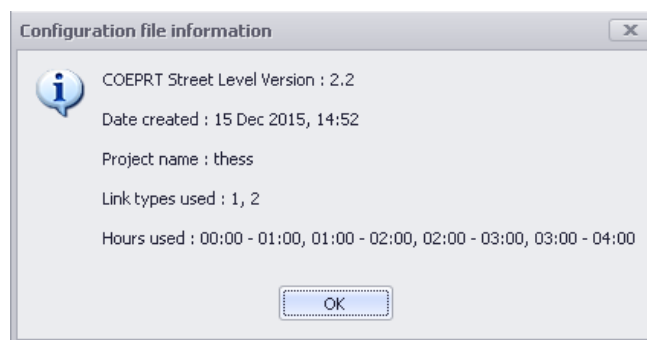 Configuration file information
COEPRT Street Level Version : 2.2
Date created : 15 Dec 2015, 14:52
Project name : thess
Link types used : 1, 2
Hours used : 00:00 - 01:00, 01:00 - 02:00, 02:00 - 03:00, 03:00 - 04:00
OK